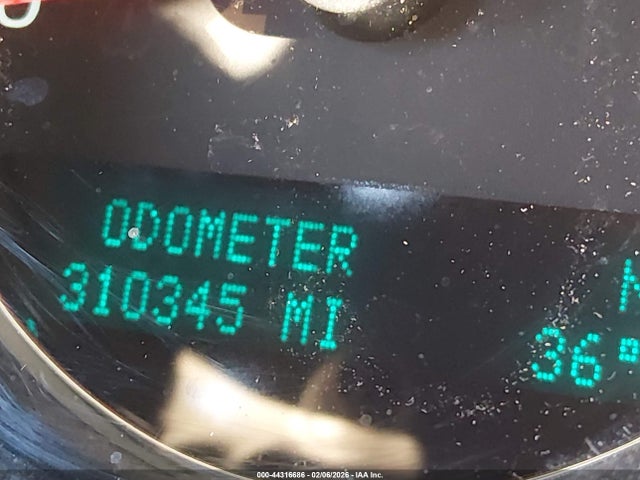 ODOMETER
310345 MI
N
36°
000-44316686 - 02/06/2026 - IAA Inc.